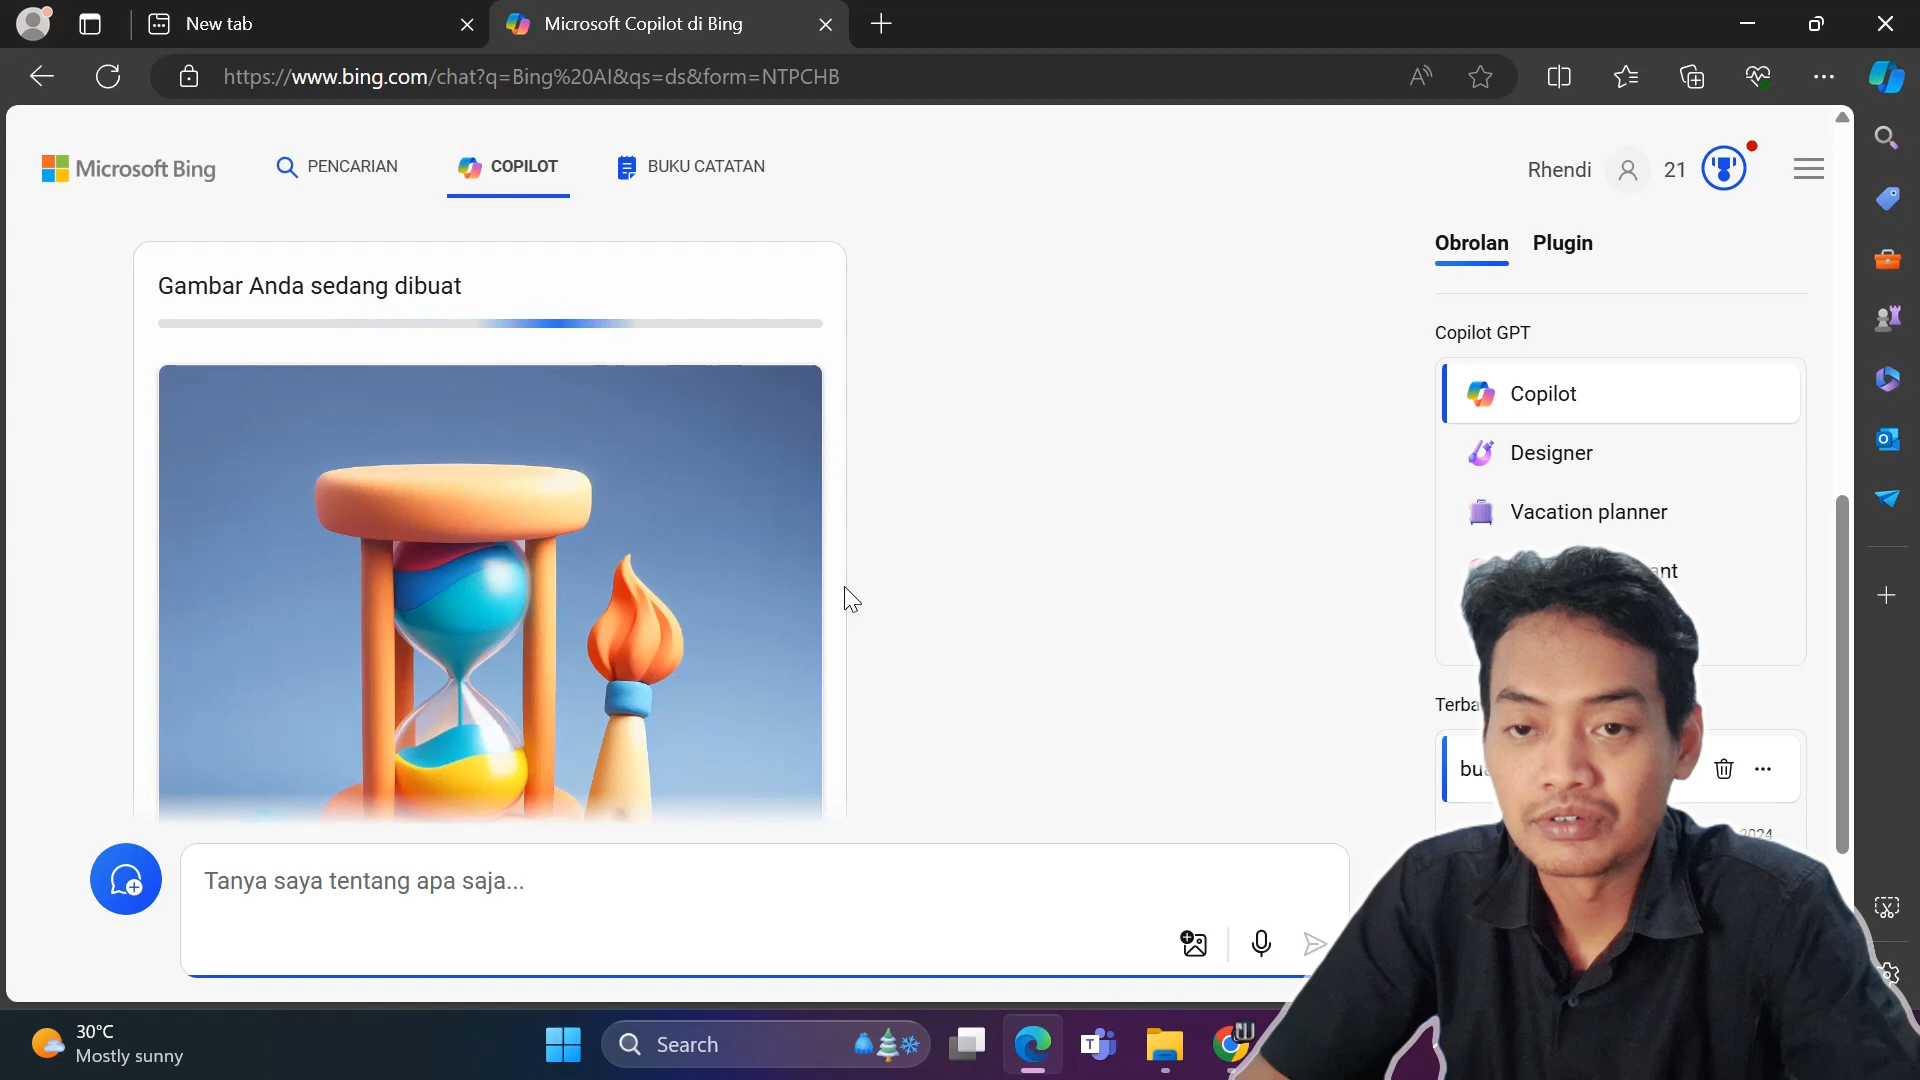 New tab
Microsoft Copilot di Bing
https://www.bing.com/chat?q=Bing%20AI&qs=ds&form=NTPCHB
Microsoft Bing
PENCARIAN
COPILOT
BUKU CATATAN
Rhendi
21
Gambar Anda sedang dibuat
Obrolan
Plugin
Copilot GPT
Copilot
Designer
Vacation planner
Tanya saya tentang apa saja...
30°C
Mostly sunny
Search